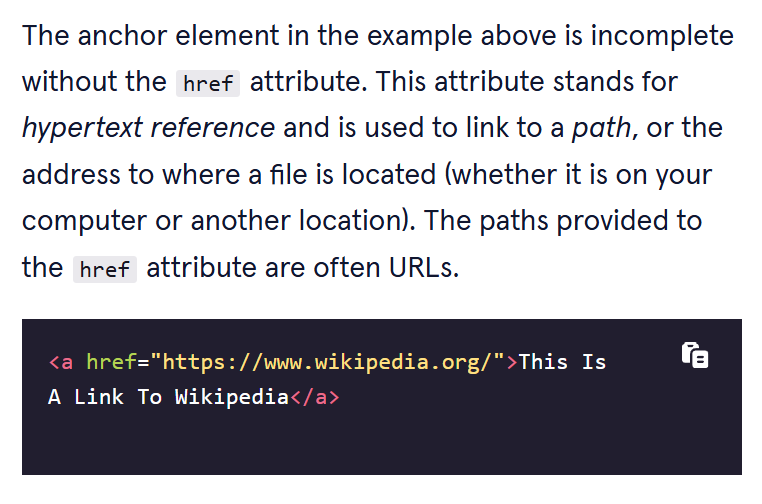 The anchor element in the example above is incomplete
without the href attribute. This attribute stands for
hypertext reference and is used to link to a path, or the
address to where a file is located (whether it is on your
computer or another location). The paths provided to
the href attribute are often URLs.
<a href="https://www.wikipedia.org/">This Is
A Link To Wikipedia</a>